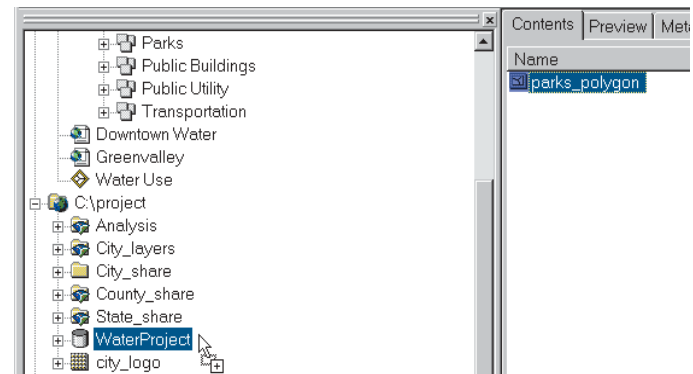 Parks
Public Buildings
Public Utility
Transportation
Downtown Water
Greenvalley
Water Use
C:\project
Analysis
City_layers
City_share
County_share
State_share
WaterProject
city_logo
Contents Preview Meta
Name
parks_polygon